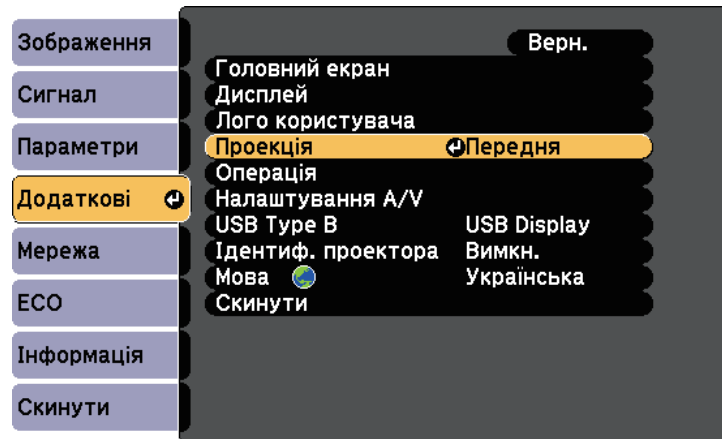 Зображення
Сигнал
Параметри
Додаткові
Мережа
ECO
Інформація
Скинути
Верн.
Головний екран
Дисплей
Лого користувача
Проекція Передня
Операція
Налаштування A/V
USB Type B USB Display
Ідентиф. проектора Вимкн.
Мова Українська
Скинути